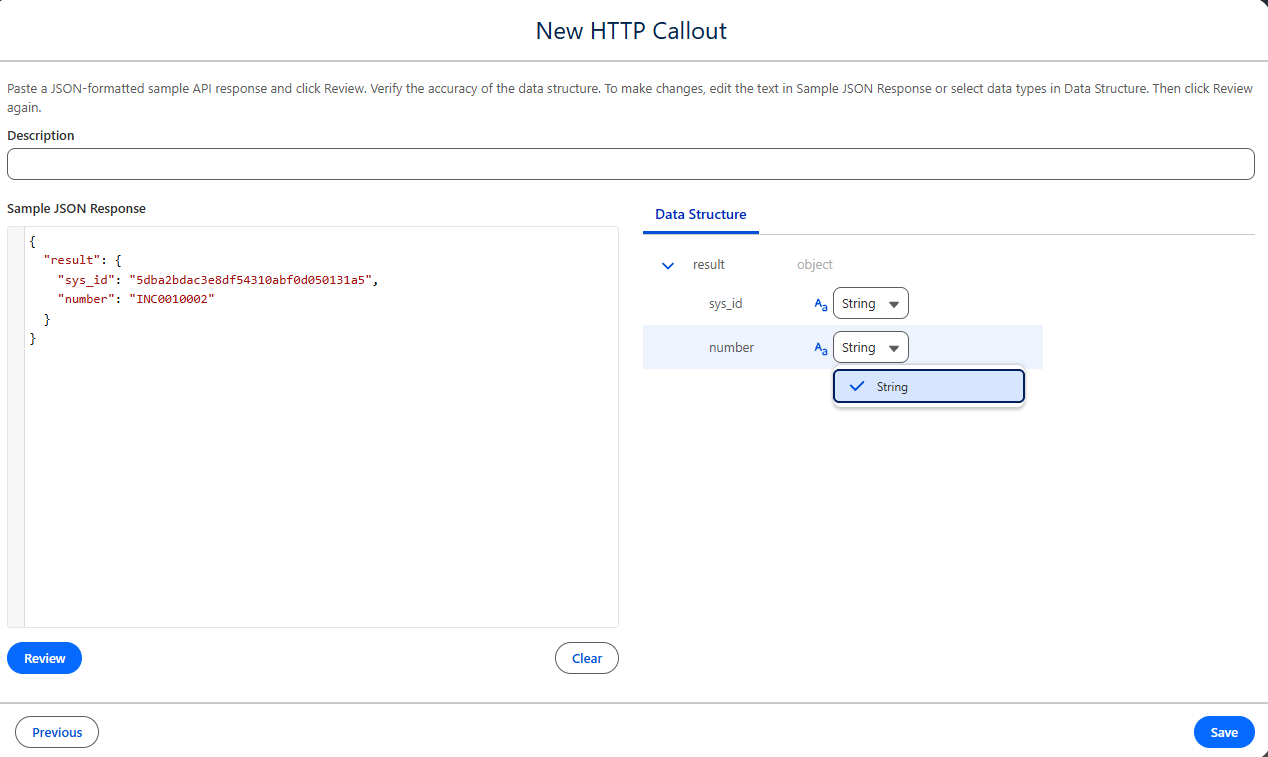 New HTTP Callout
Paste a JSON-formatted sample API response and click Review. Verify the accuracy of the data structure. To make changes, edit the text in Sample JSON Response or select data types in Data Structure. Then click Review
again.
Description
Sample JSON Response
{
  "result": {
    "sys_id": "5dba2bdac3e8df54310abf0d050131a5",
    "number": "INC0010002"
  }
}
Review
Clear
Data Structure
result object
sys_id Aa String
number Aa String
String
Previous
Save